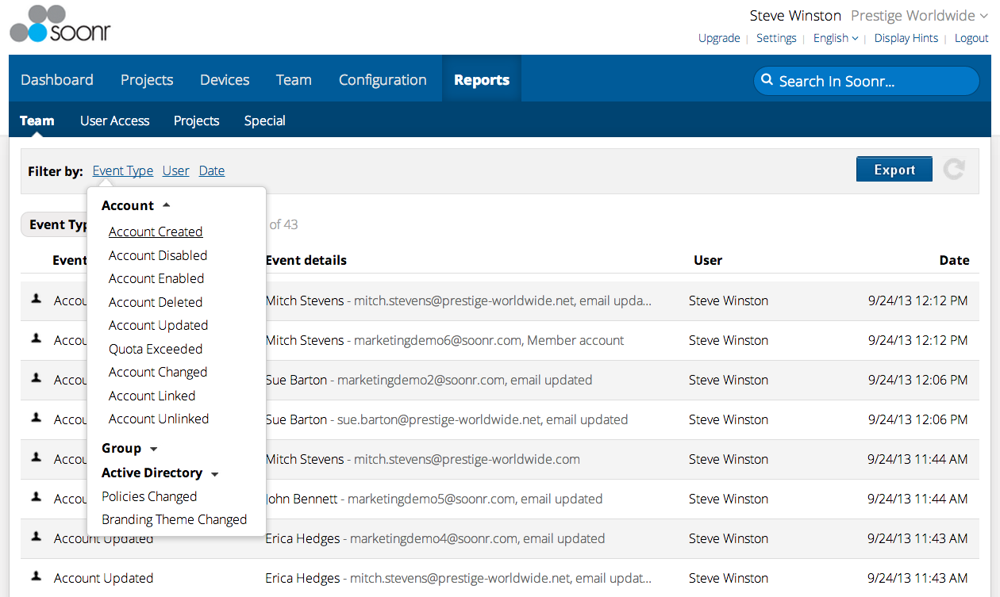 soonr
Steve Winston Prestige Worldwide
Upgrade | Settings | English | Display Hints | Logout
Dashboard Projects Devices Team Configuration Reports
Search In Soonr...
Team User Access Projects Special
Filter by: Event Type User Date
Export
Account
Account Created
Account Disabled
Account Enabled
Account Deleted
Account Updated
Quota Exceeded
Account Changed
Account Linked
Account Unlinked
Group
Active Directory
Policies Changed
Branding Theme Changed
Event Typ of 43
Event Event details User Date
Accou Mitch Stevens - mitch.stevens@prestige-worldwide.net, email upda... Steve Winston 9/24/13 12:12 PM
Accou Mitch Stevens - marketingdemo6@soonr.com, Member account Steve Winston 9/24/13 12:12 PM
Accou Sue Barton - marketingdemo2@soonr.com, email updated Steve Winston 9/24/13 12:06 PM
Accou Sue Barton - sue.barton@prestige-worldwide.net, email updated Steve Winston 9/24/13 12:06 PM
Accou Mitch Stevens - mitch.stevens@prestige-worldwide.com Steve Winston 9/24/13 11:44 AM
Accou John Bennett - marketingdemo5@soonr.com, email updated Steve Winston 9/24/13 11:44 AM
Account Updated Erica Hedges - marketingdemo4@soonr.com, email updated Steve Winston 9/24/13 11:43 AM
Account Updated Erica Hedges - mitch.stevens@prestige-worldwide.net, email updat... Steve Winston 9/24/13 11:43 AM